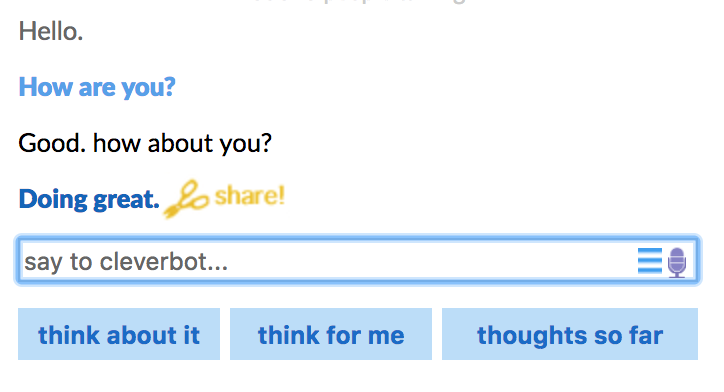 Hello.
How are you?
Good. how about you?
Doing great. share!
say to cleverbot...
think about it think for me thoughts so far